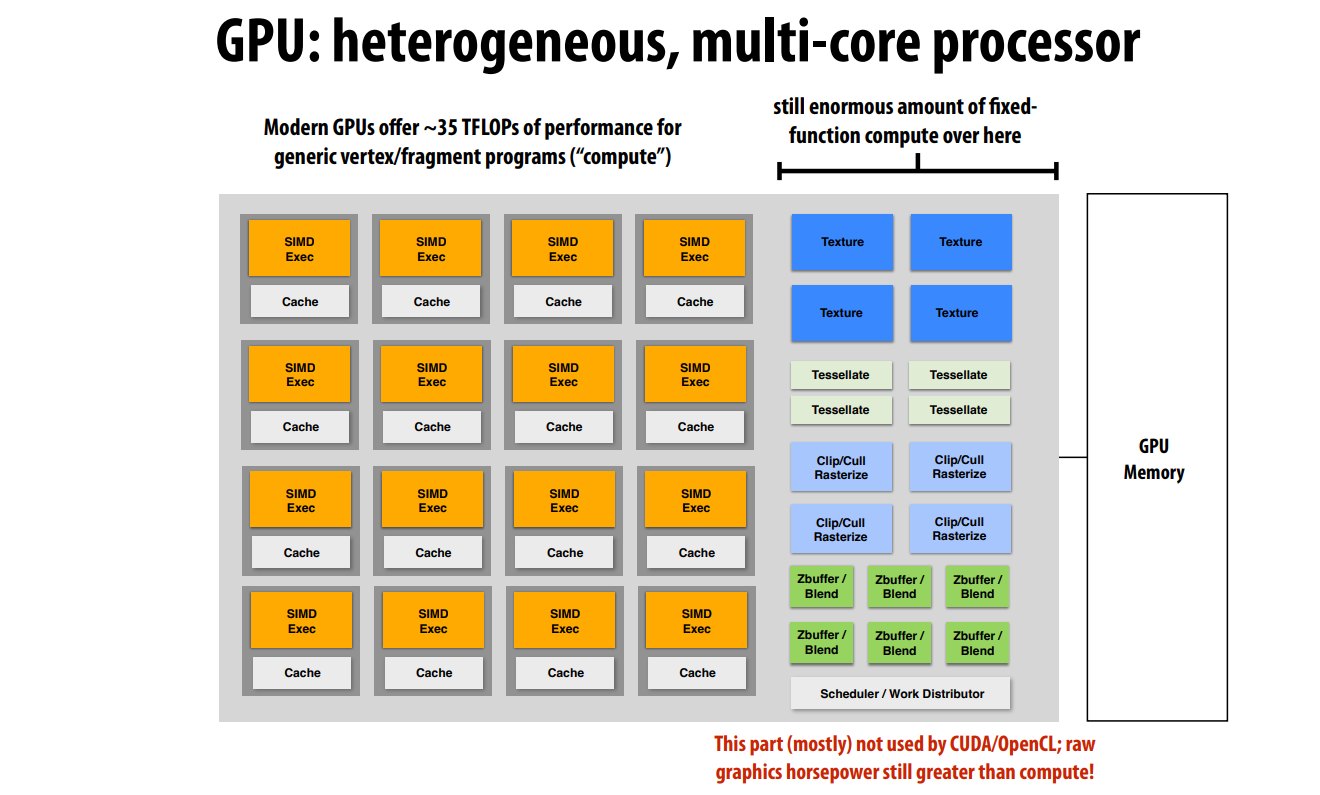 GPU: heterogeneous, multi-core processor
Modern GPUs offer ~35 TFLOPs of performance for
generic vertex/fragment programs (“compute”)
still enormous amount of fixed-
function compute over here
SIMD
Exec
Cache
SIMD
Exec
Cache
SIMD
Exec
Cache
SIMD
Exec
Cache
SIMD
Exec
Cache
SIMD
Exec
Cache
SIMD
Exec
Cache
SIMD
Exec
Cache
SIMD
Exec
Cache
SIMD
Exec
Cache
SIMD
Exec
Cache
SIMD
Exec
Cache
SIMD
Exec
Cache
SIMD
Exec
Cache
SIMD
Exec
Cache
SIMD
Exec
Cache
Texture
Texture
Texture
Texture
Tessellate
Tessellate
Tessellate
Tessellate
Clip/Cull
Rasterize
Clip/Cull
Rasterize
Clip/Cull
Rasterize
Clip/Cull
Rasterize
Zbuffer /
Blend
Zbuffer /
Blend
Zbuffer /
Blend
Zbuffer /
Blend
Zbuffer /
Blend
Zbuffer /
Blend
Scheduler / Work Distributor
GPU
Memory
This part (mostly) not used by CUDA/OpenCL; raw
graphics horsepower still greater than compute!